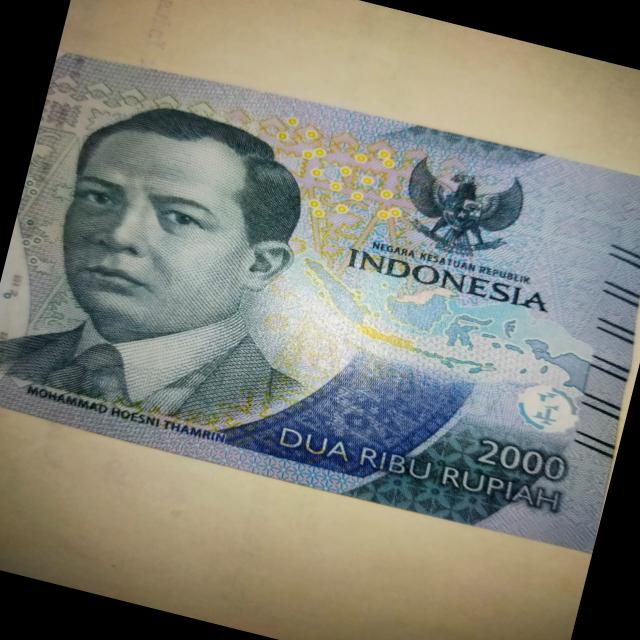 NEGARA KESATUAN REPUBLIK
INDONESIA
MOHAMMAD HOESNI THAMRIN
2000
DUA RIBU RUPIAH